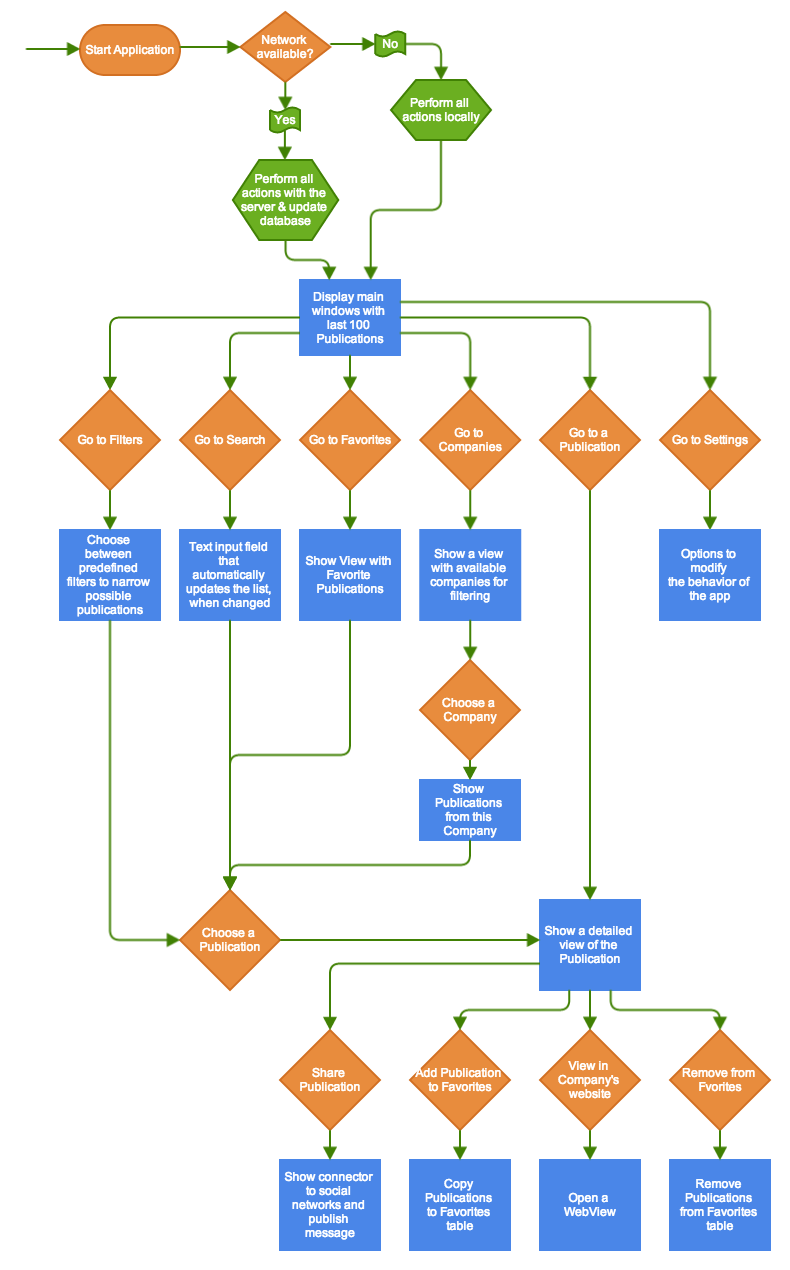 Start Application
Network
available?
No
Yes
Perform all
actions locally
Perform all
actions with the
server & update
database
Display main
windows with
last 100
Publications
Go to Filters
Go to Search
Go to Favorites
Go to
Companies
Go to a
Publication
Go to Settings
Choose
between
predefined
filters to narrow
possible
publications
Text input field
that
automatically
updates the list,
when changed
Show View with
Favorite
Publications
Show a view
with available
companies for
filtering
Options to
modify
the behavior of
the app
Choose a
Company
Show
Publications
from this
Company
Choose a
Publication
Show a detailed
view of the
Publication
Share
Publication
Add Publication
to Favorites
View in
Company's
website
Remove from
Fvorites
Show connector
to social
networks and
publish
message
Copy
Publications
to Favorites
table
Open a
WebView
Remove
Publications
from Favorites
table